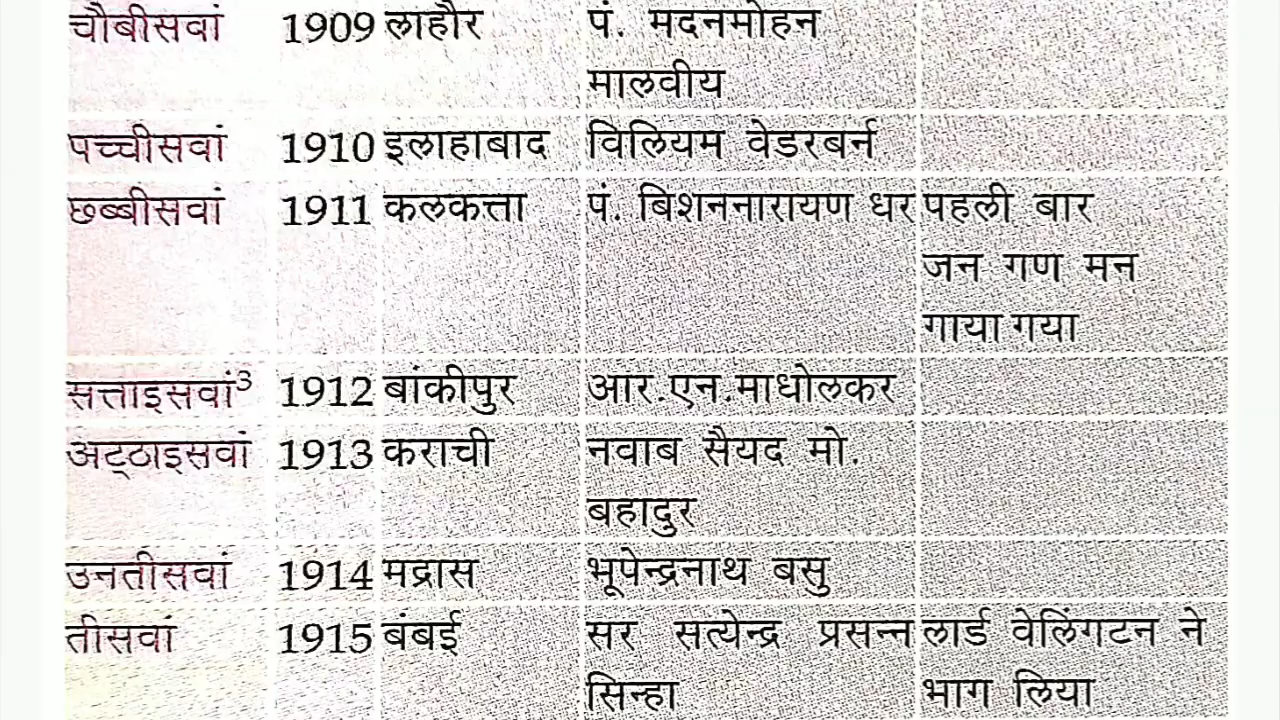 चौबीसवां 1909 लाहौर पं. मदनमोहन
मालवीय
पच्चीसवां 1910 इलाहाबाद विलियम वेडरबर्न
छब्बीसवां 1911 कलकत्ता पं. बिशननारायण धर पहली बार
जन गण मन
गाया गया
सत्ताइसवां³ 1912 बांकीपुर आर.एन.माधोलकर
अट्ठाइसवां 1913 कराची नवाब सैयद मो.
बहादुर
उनतीसवां 1914 मद्रास भूपेन्द्रनाथ बसु
तीसवां 1915 बंबई सर सत्येन्द्र प्रसन्न लार्ड वेलिंगटन ने
सिन्हा भाग लिया